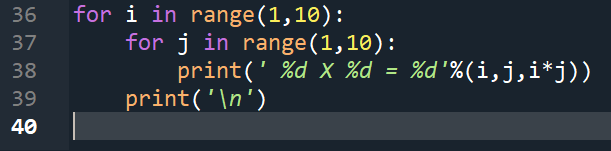 36 for i in range(1,10):
37     for j in range(1,10):
38         print(' %d X %d = %d'%(i,j,i*j))
39     print('\n')
40